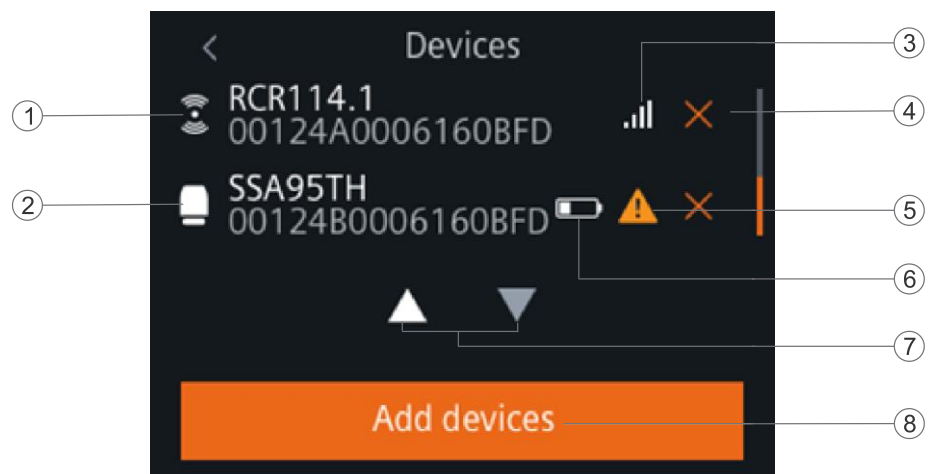 Devices
RCR114.1
00124A0006160BFD
SSA95TH
00124B0006160BFD
Add devices
1
2
3
4
5
6
7
8